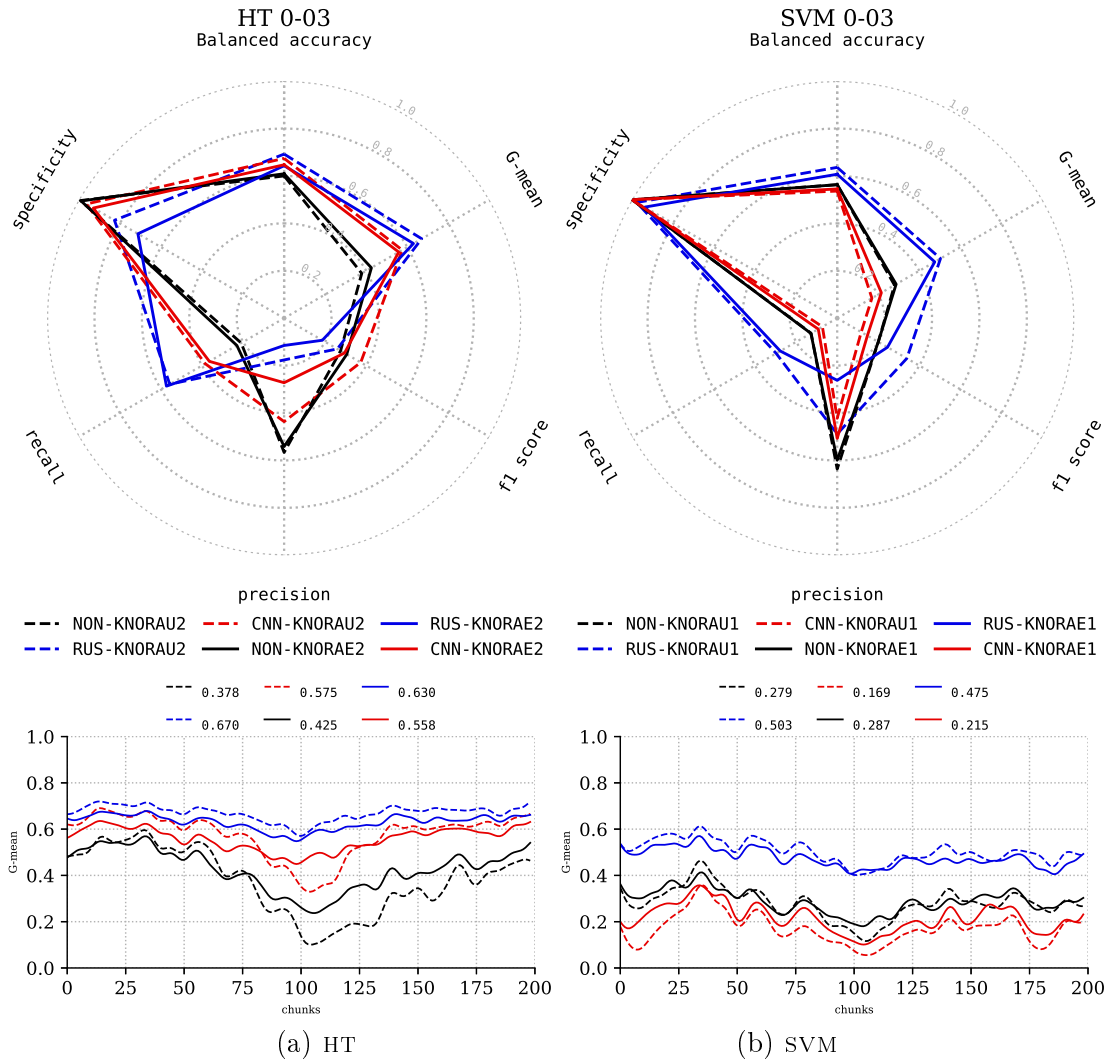 HT 0-03
Balanced accuracy
G-mean
specificity
1.0
0.8
0.6
0.4
0.2
recall
f1 score
precision
NON-KNORAU2 CNN-KNORAU2 RUS-KNORAE2
RUS-KNORAU2 NON-KNORAE2 CNN-KNORAE2
0.378 0.575 0.630
0.670 0.425 0.558
1.0
0.8
0.6
0.4
0.2
0.0
G-mean
0 25 50 75 100 125 150 175 200
chunks
(a) HT
SVM 0-03
Balanced accuracy
G-mean
specificity
1.0
0.8
0.6
0.4
recall
f1 score
precision
NON-KNORAU1 CNN-KNORAU1 RUS-KNORAE1
RUS-KNORAU1 NON-KNORAE1 CNN-KNORAE1
0.279 0.169 0.475
0.503 0.287 0.215
1.0
0.8
0.6
0.4
0.2
0.0
G-mean
0 25 50 75 100 125 150 175 200
chunks
(b) SVM